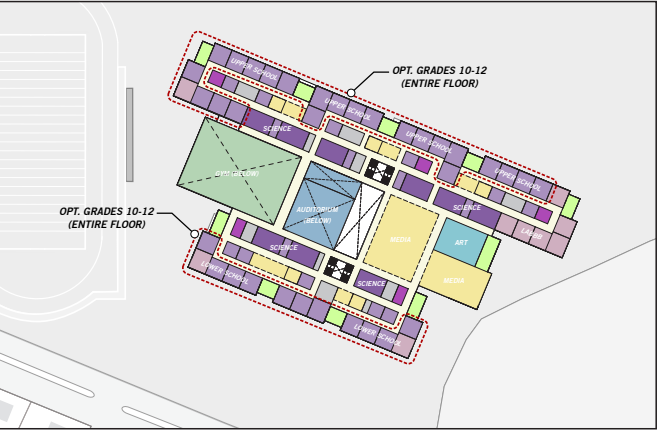 OPT. GRADES 10-12
(ENTIRE FLOOR)
UPPER SCHOOL
UPPER SCHOOL
UPPER SCHOOL
UPPER SCHOOL
SCIENCE
GYM (BELOW)
SCIENCE
AUDITORIUM
(BELOW)
OPT. GRADES 10-12
(ENTIRE FLOOR)
MEDIA
ART
LABBB
SCIENCE
LOWER SCHOOL
SCIENCE
MEDIA
LOWER SCHOOL